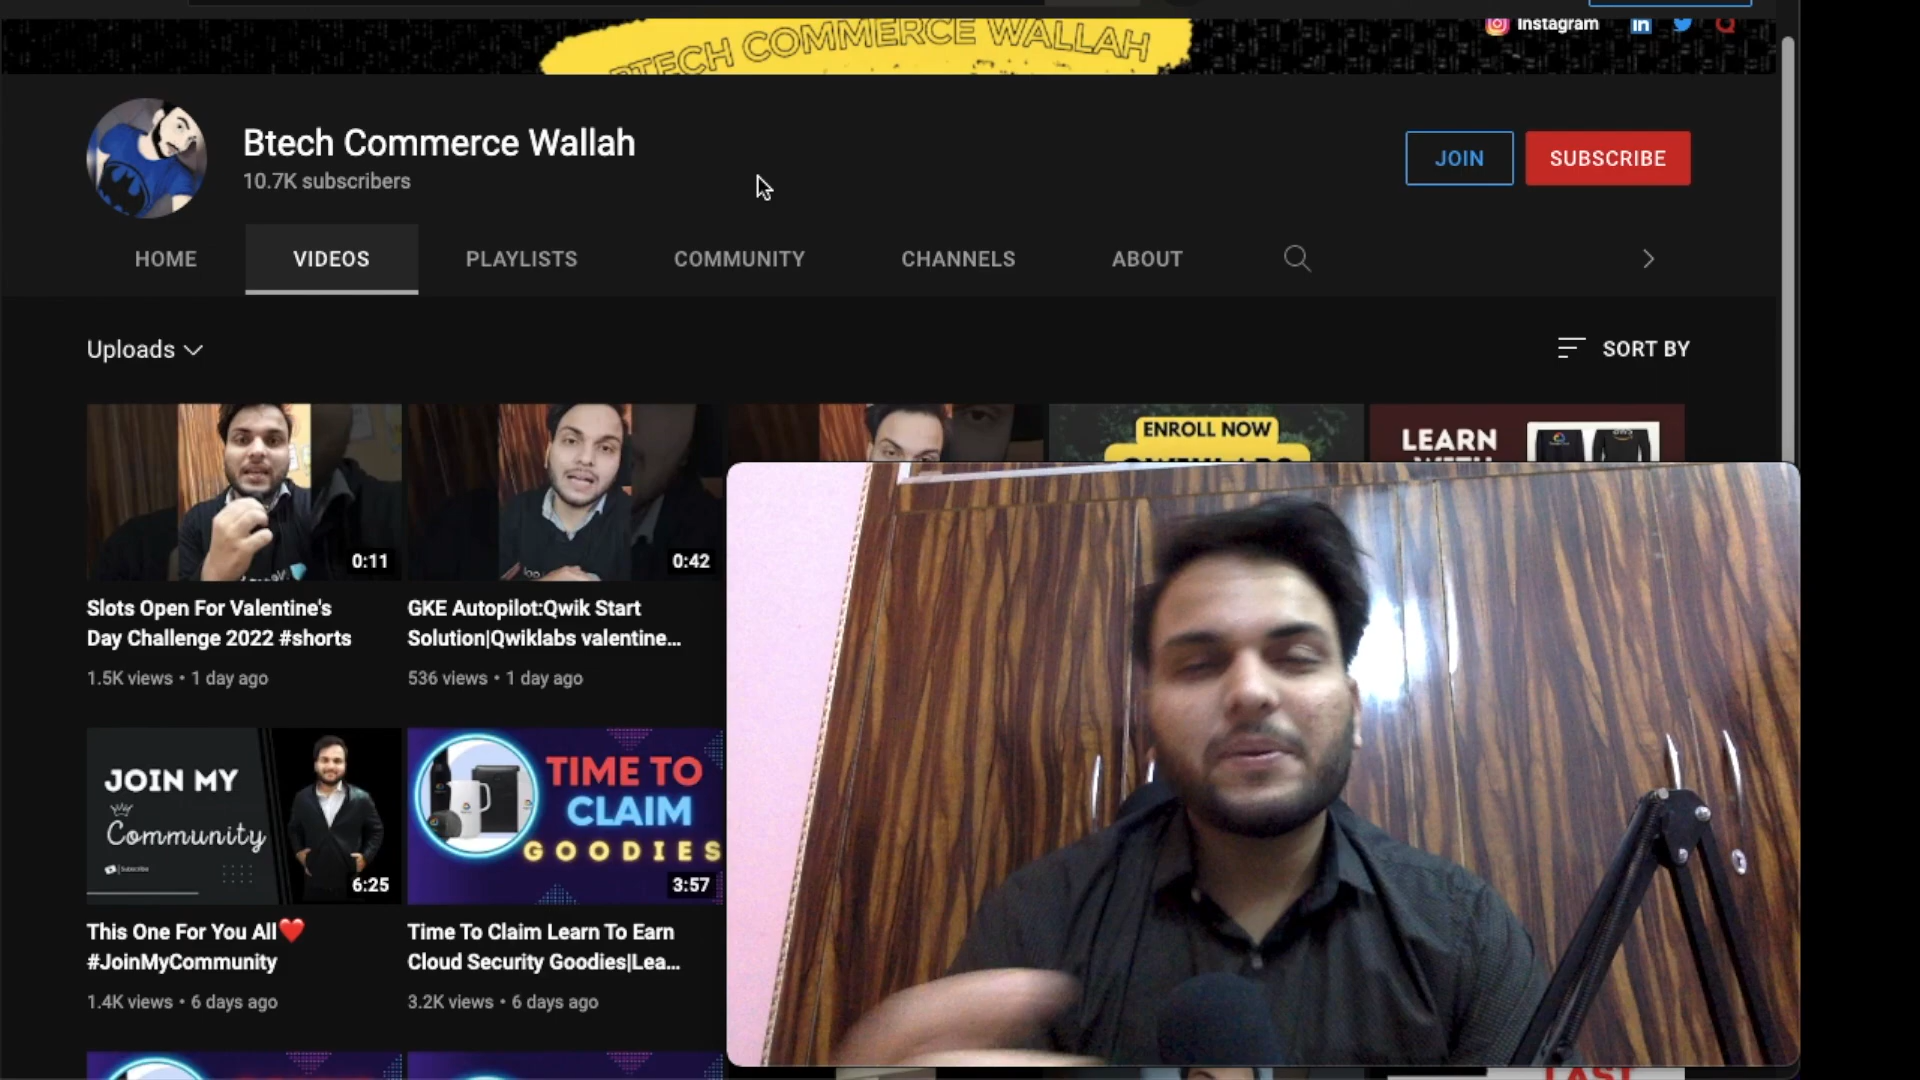 BTECH COMMERCE WALLAH
Instagram
in
Btech Commerce Wallah
10.7K subscribers
JOIN
SUBSCRIBE
HOME
VIDEOS
PLAYLISTS
COMMUNITY
CHANNELS
ABOUT
Uploads
SORT BY
0:11
0:42
ENROLL NOW
LEARN
Slots Open For Valentine's
Day Challenge 2022 #shorts
1.5K views • 1 day ago
GKE Autopilot:Qwik Start
Solution|Qwiklabs valentine...
536 views • 1 day ago
JOIN MY
Community
Subscribe
6:25
TIME TO
CLAIM
GOODIES
3:57
This One For You All❤️
#JoinMyCommunity
1.4K views • 6 days ago
Time To Claim Learn To Earn
Cloud Security Goodies|Lea...
3.2K views • 6 days ago
LAST